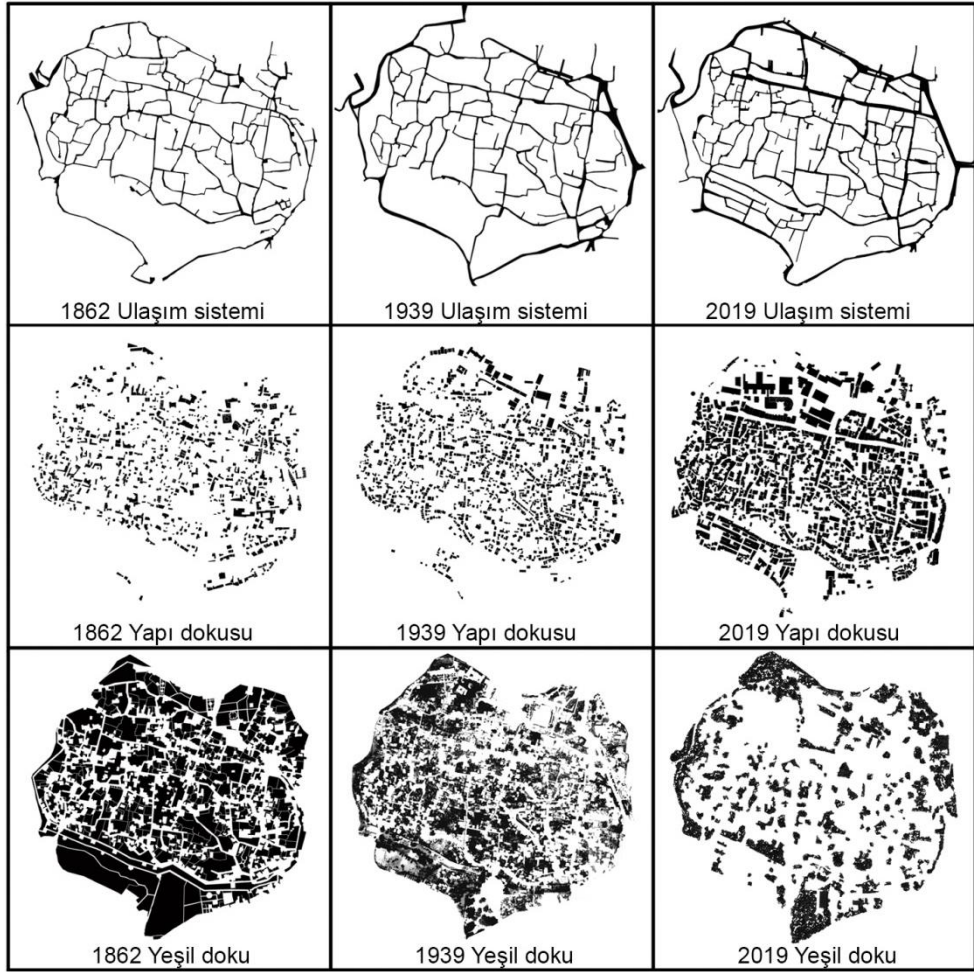 1862 Ulaşım sistemi
1939 Ulaşım sistemi
2019 Ulaşım sistemi
1862 Yapı dokusu
1939 Yapı dokusu
2019 Yapı dokusu
1862 Yeşil doku
1939 Yeşil doku
2019 Yeşil doku